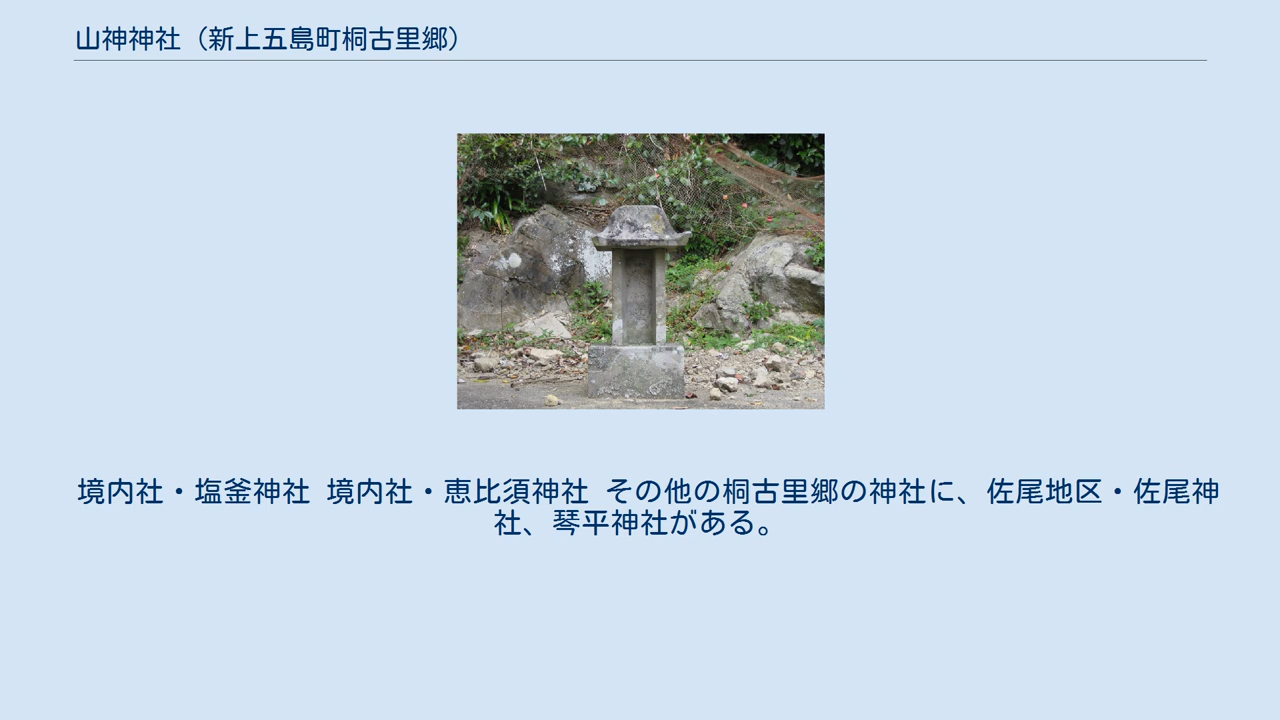 山神神社（新上五島町桐古里郷）
境内社・塩釜神社 境内社・恵比須神社 その他の桐古里郷の神社に、佐尾地区・佐尾神
社、琴平神社がある。